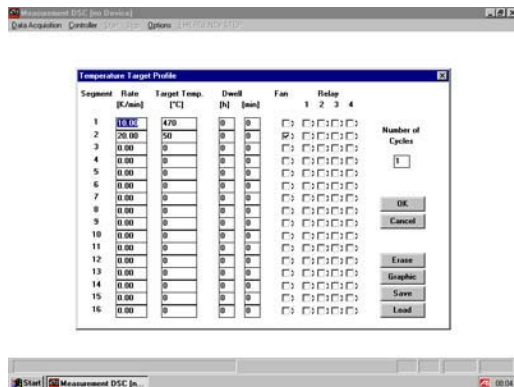 Measurement DSC [no Device]
Data Acquisition Controller Start Stop Options EMERGENCY STOP
Temperature Target Profile
Segment Rate Target Temp. Dwell Fan Relay
[K/min] [°C] [h] [min] 1 2 3 4
1 10.00 470 0 0
2 20.00 50 0 0
3 0.00 0 0 0
4 0.00 0 0 0
5 0.00 0 0 0
6 0.00 0 0 0
7 0.00 0 0 0
8 0.00 0 0 0
9 0.00 0 0 0
10 0.00 0 0 0
11 0.00 0 0 0
12 0.00 0 0 0
13 0.00 0 0 0
14 0.00 0 0 0
15 0.00 0 0 0
16 0.00 0 0 0
Number of
Cycles
1
OK
Cancel
Erase
Graphic
Save
Load
Start Measurement DSC [n... 00:04